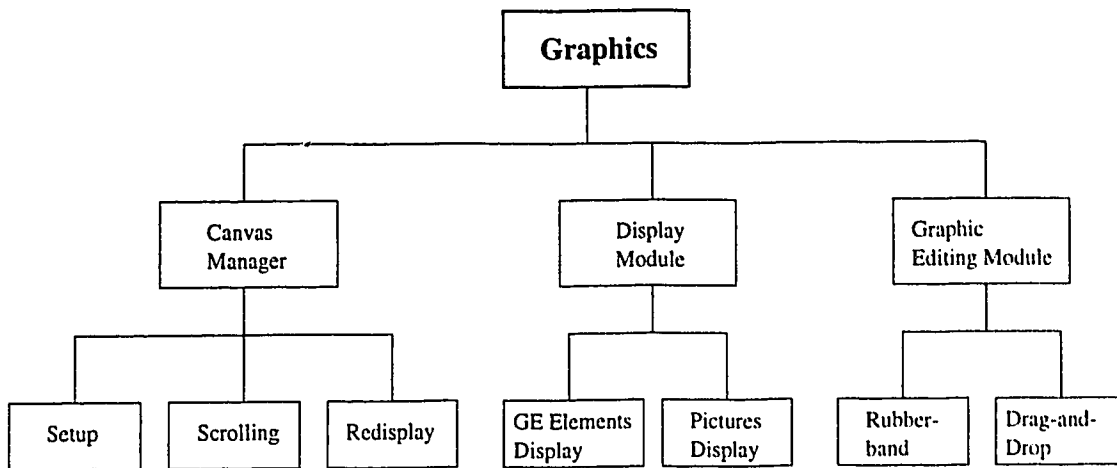 Graphics
Canvas
Manager
Display
Module
Graphic
Editing Module
Setup
Scrolling
Redisplay
GE Elements
Display
Pictures
Display
Rubber-
band
Drag-and-
Drop